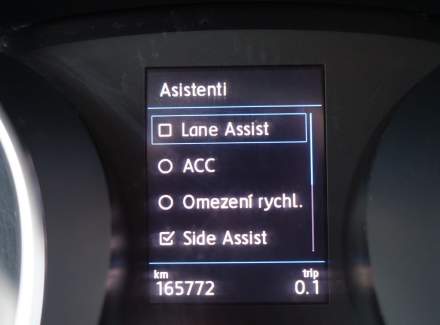 Asistenti
Lane Assist
ACC
Omezení rychl.
Side Assist
km trip
165772 0.1